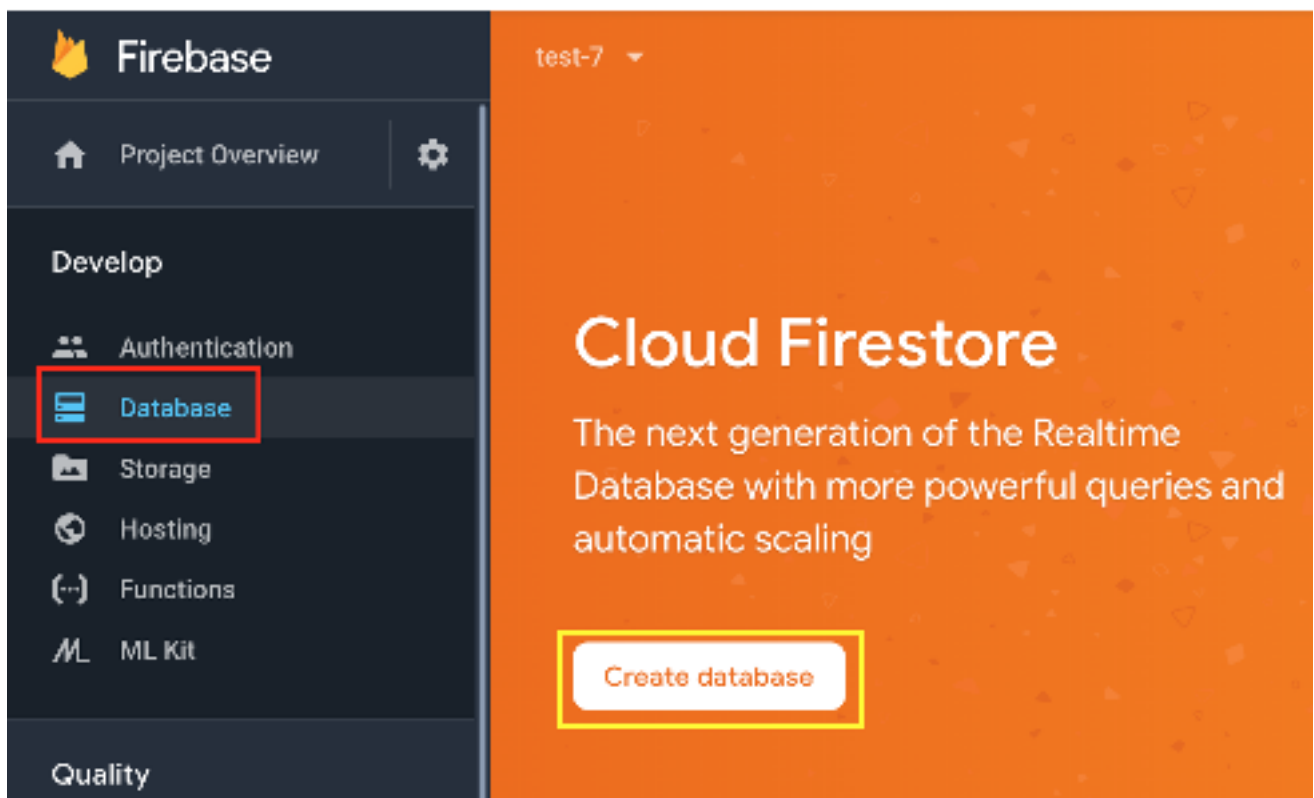 Firebase
test-7
Project Overview
Develop
Authentication
Database
Storage
Hosting
Functions
ML Kit
Quality
Cloud Firestore
The next generation of the Realtime
Database with more powerful queries and
automatic scaling
Create database